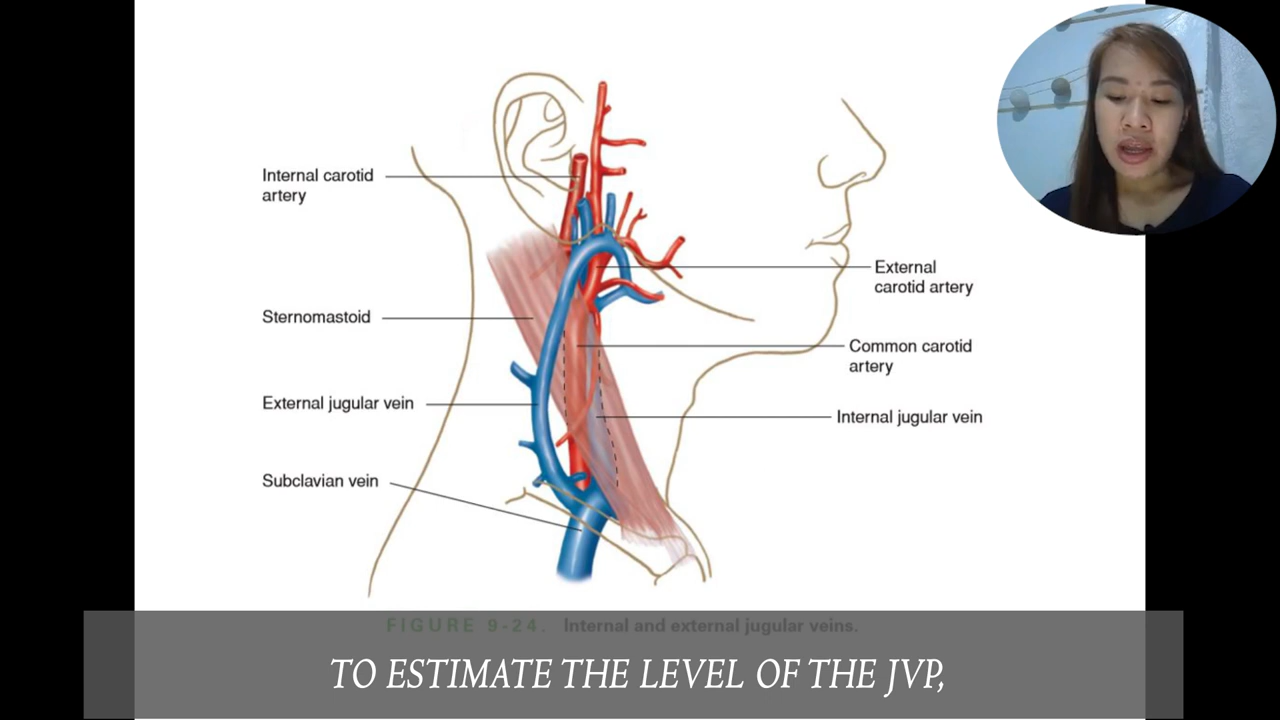 Internal carotid
artery
External
carotid artery
Sternomastoid
Common carotid
artery
External jugular vein
Internal jugular vein
Subclavian vein
FIGURE 9-24. Internal and external jugular veins.
TO ESTIMATE THE LEVEL OF THE JVP,